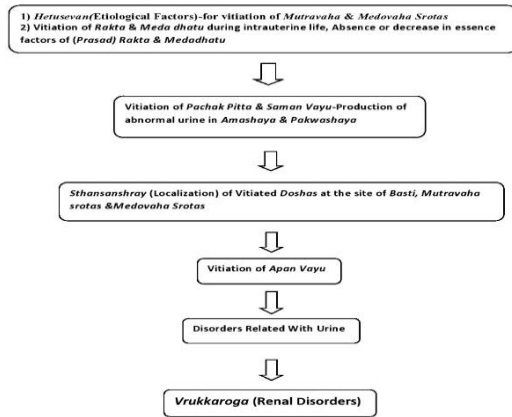 1) Hetusevan(Etiological Factors)-for vitiation of Mutravaha & Medovaha Srotas
2) Vitiation of Rakta & Meda dhatu during intrauterine life, Absence or decrease in essence
factors of (Prasad) Rakta & Medadhatu
Vitiation of Pachak Pitta & Saman Vayu-Production of
abnormal urine in Amashaya & Pakwashaya
Sthansanshray (Localization) of Vitiated Doshas at the site of Basti, Mutravaha
srotas &Medovaha Srotas
Vitiation of Apan Vayu
Disorders Related With Urine
Vrukkaroga (Renal Disorders)